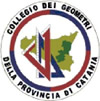 COLLEGIO DEI GEOMETRI
DELLA PROVINCIA DI CATANIA